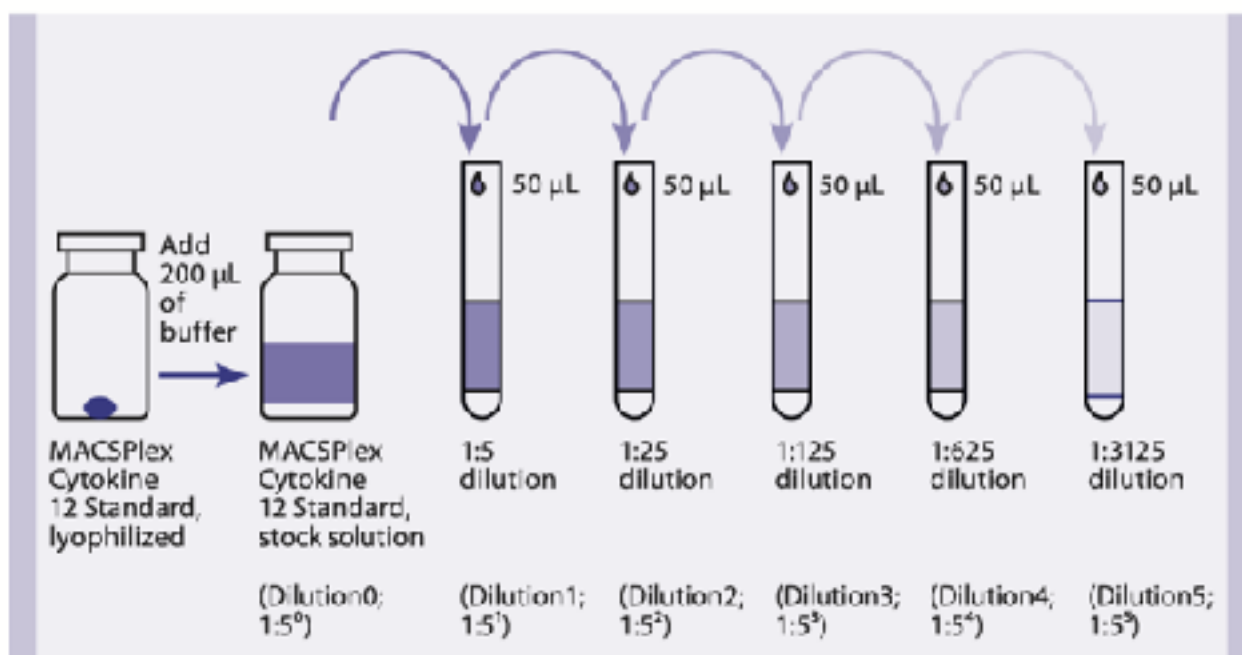 50 µL
50 µL
50 µL
50 µL
50 µL
Add
200 µL
of
buffer
MACSPlex
Cytokine
12 Standard,
lyophilized
MACSPlex
Cytokine
12 Standard,
stock solution
(Dilution0;
1:5⁰)
1:5
dilution
(Dilution1;
1:5¹)
1:25
dilution
(Dilution2;
1:5²)
1:125
dilution
(Dilution3;
1:5³)
1:625
dilution
(Dilution4;
1:5⁴)
1:3125
dilution
(Dilution5;
1:5⁵)